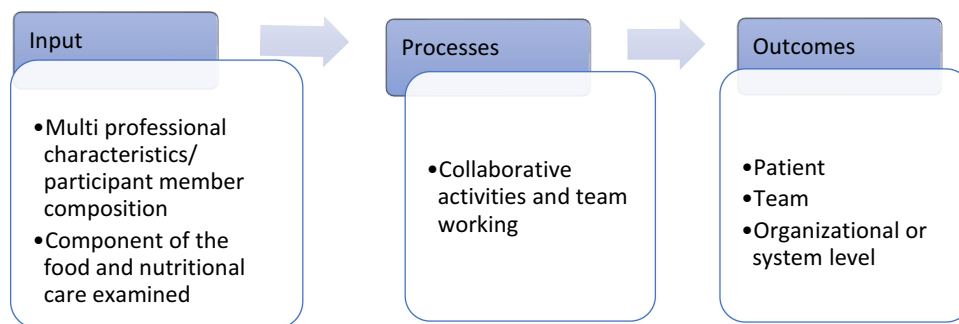 Input
•Multi professional
characteristics/
participant member
composition
•Component of the
food and nutritional
care examined
Processes
•Collaborative
activities and team
working
Outcomes
•Patient
•Team
•Organizational or
system level